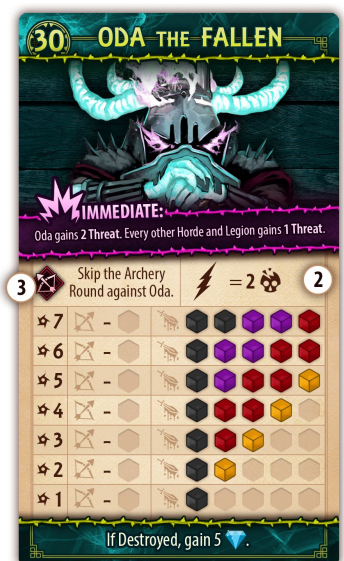 30 ODA THE FALLEN
IMMEDIATE:
Oda gains 2 Threat. Every other Horde and Legion gains 1 Threat.
3 Skip the Archery
Round against Oda.
= 2
2
7 -
6 -
5 -
4 -
3 -
2 -
1 -
If Destroyed, gain 5 .